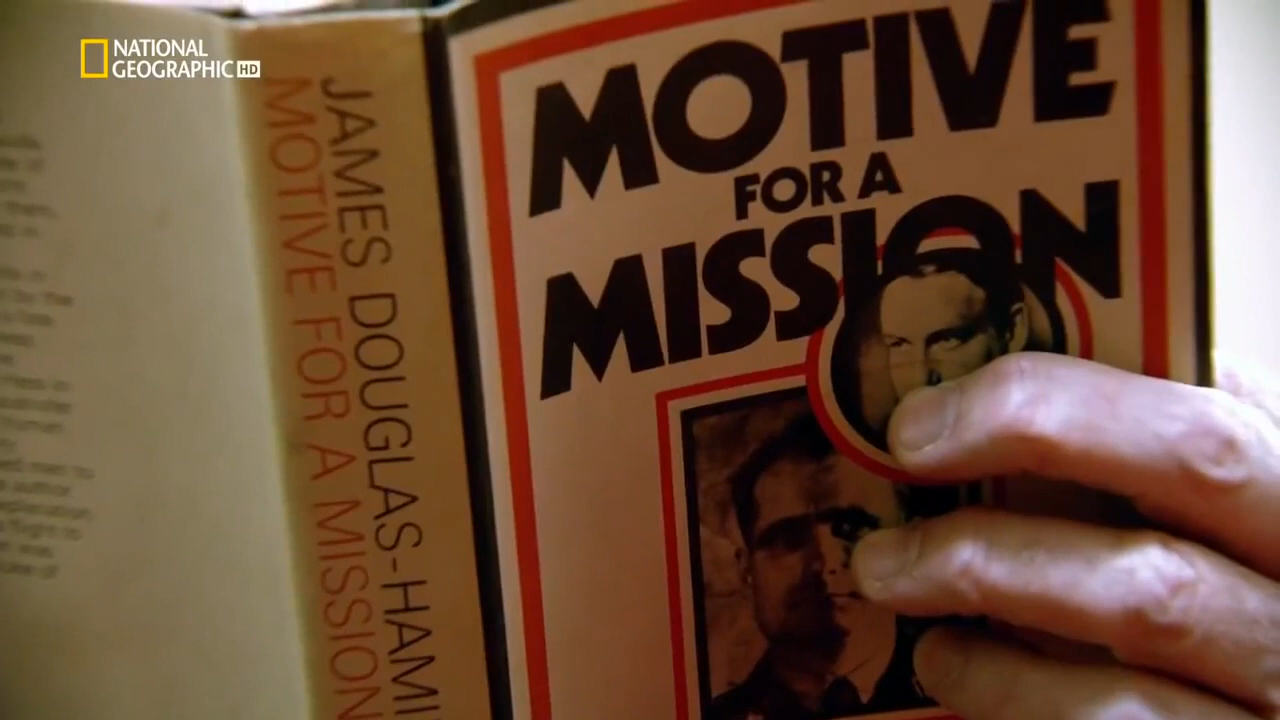 NATIONAL
GEOGRAPHIC HD
JAMES DOUGLAS-HAMI
MOTIVE FOR A MISSION
MOTIVE
FOR A
MISSION